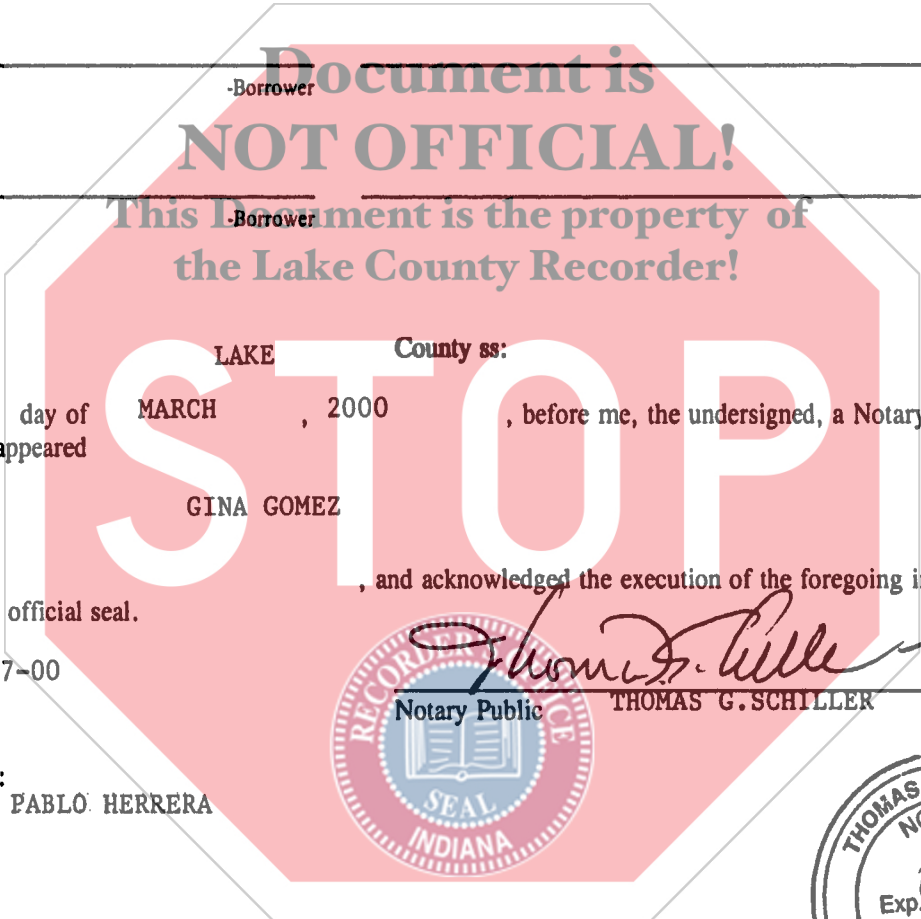 Document is
-Borrower
NOT OFFICIAL!
This Document is the property of
-Borrower
the Lake County Recorder!
LAKE County ss:
STOP
day of MARCH , 2000 , before me, the undersigned, a Notary
appeared
GINA GOMEZ
, and acknowledged the execution of the foregoing
official seal.
7-00
Notary Public THOMAS G.SCHILLER
RECORDER'S OFFICE
SEAL
INDIANA
:
PABLO HERRERA
THOMAS
Exp.